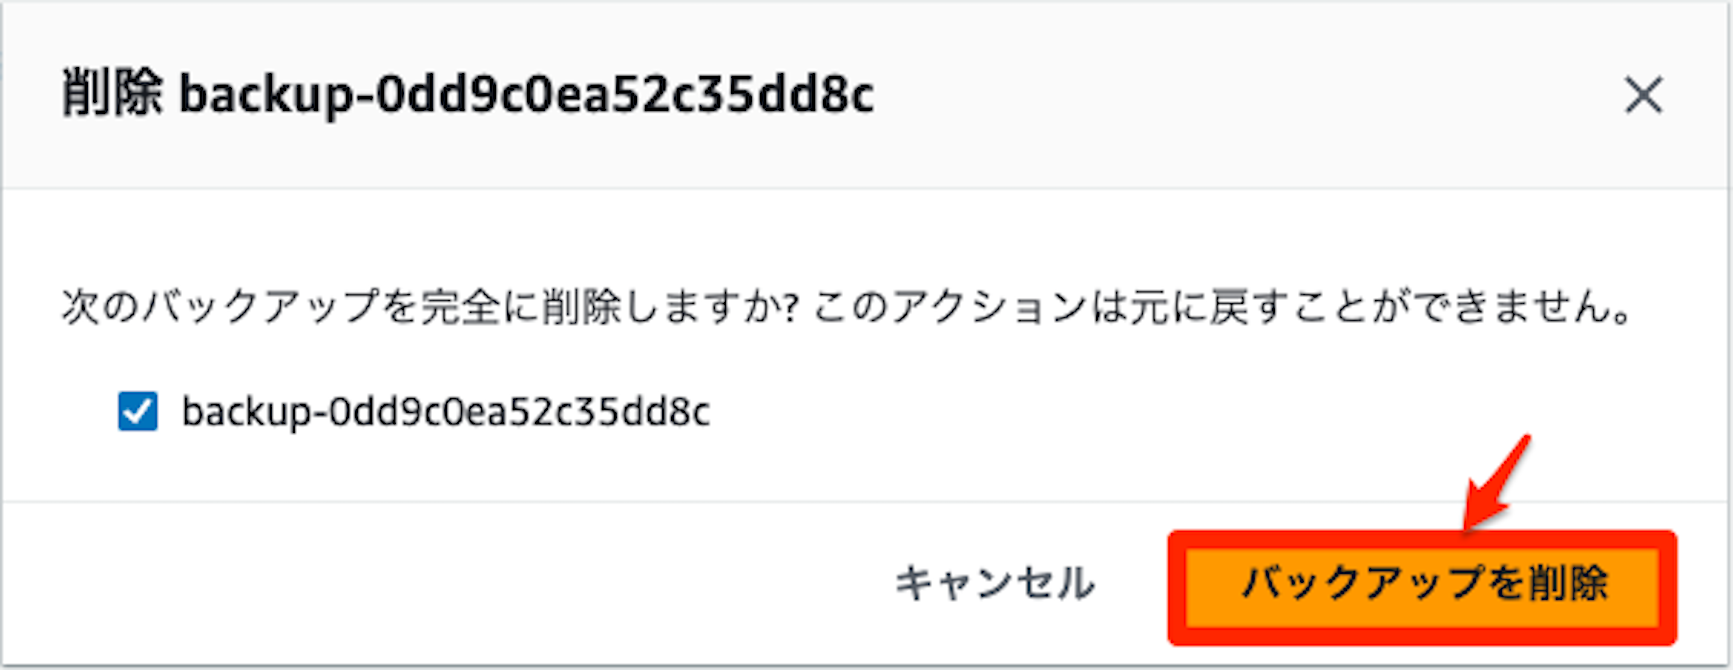 削除 backup-0dd9c0ea52c35dd8c
次のバックアップを完全に削除しますか? このアクションは元に戻すことができません。
backup-0dd9c0ea52c35dd8c
キャンセル
バックアップを削除